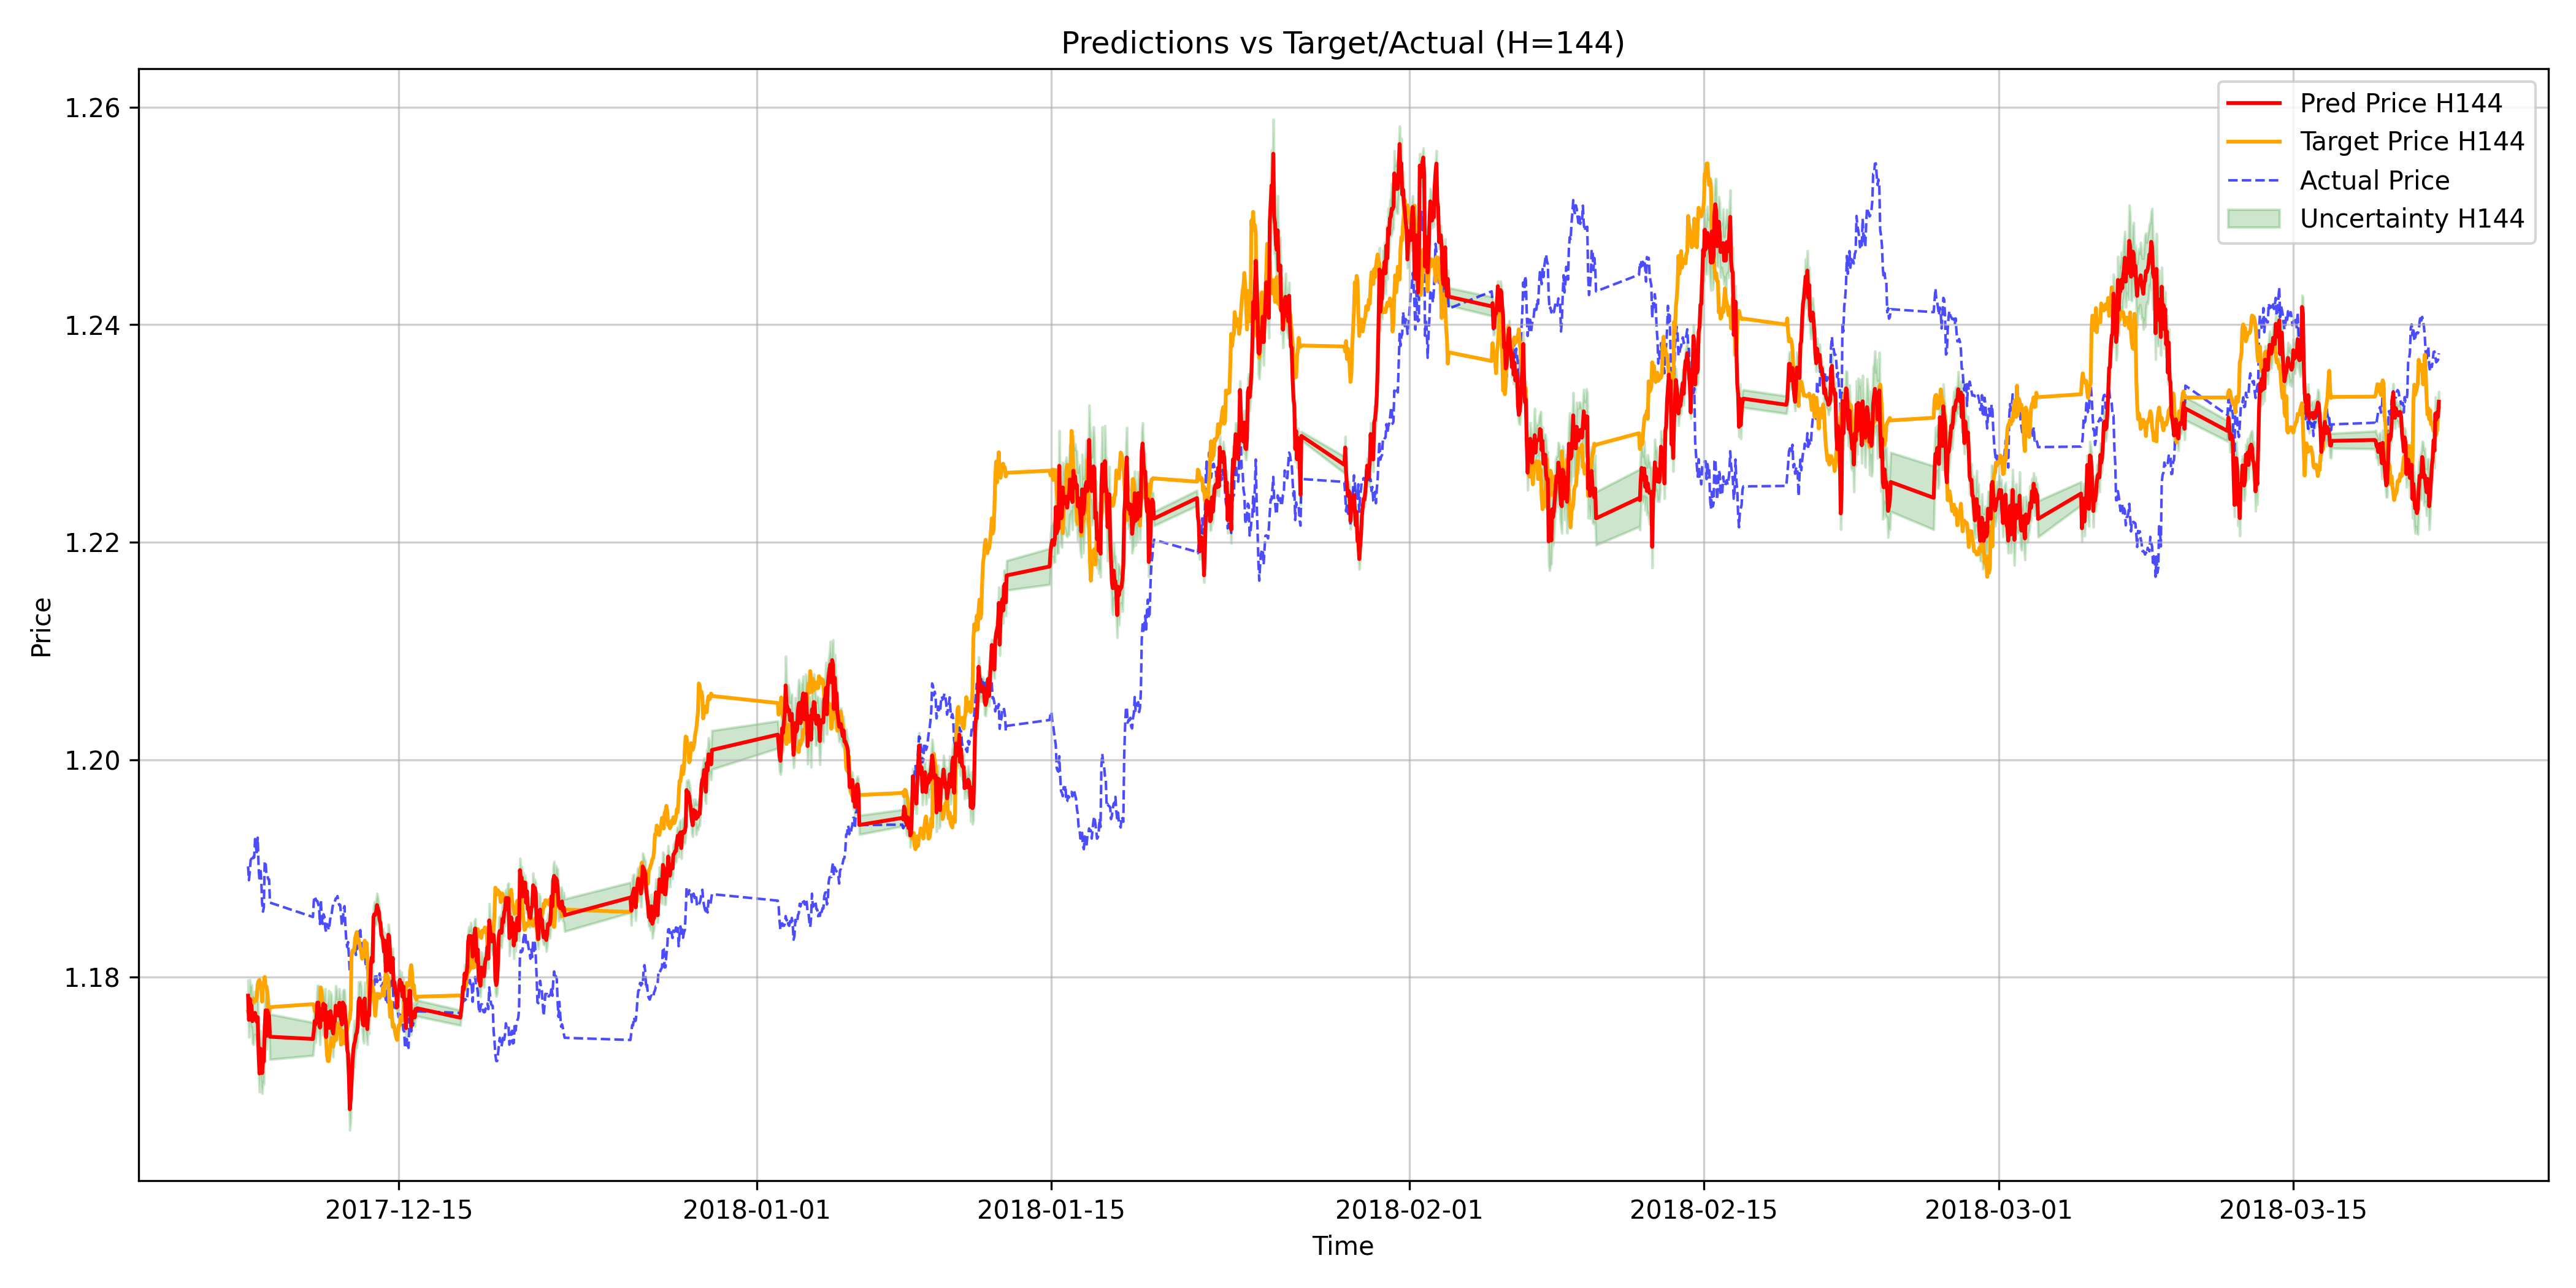 Predictions vs Target/Actual (H=144)
Pred Price H144
Target Price H144
Actual Price
Uncertainty H144
Price
1.26
1.24
1.22
1.20
1.18
2017-12-15
2018-01-01
2018-01-15
2018-02-01
2018-02-15
2018-03-01
2018-03-15
Time